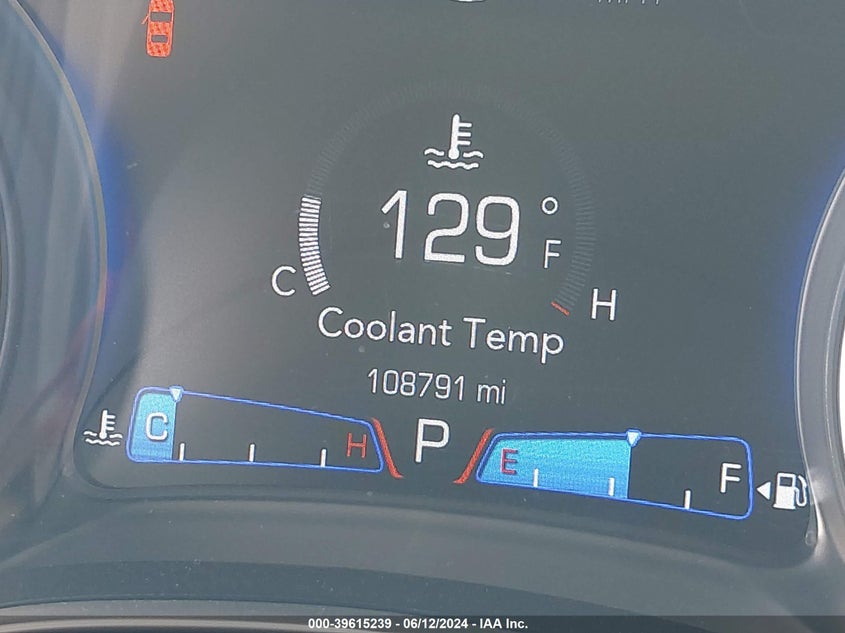 129 ° F
C
H
Coolant Temp
108791 mi
C H P E F
000-39615239 - 06/12/2024 - IAA Inc.